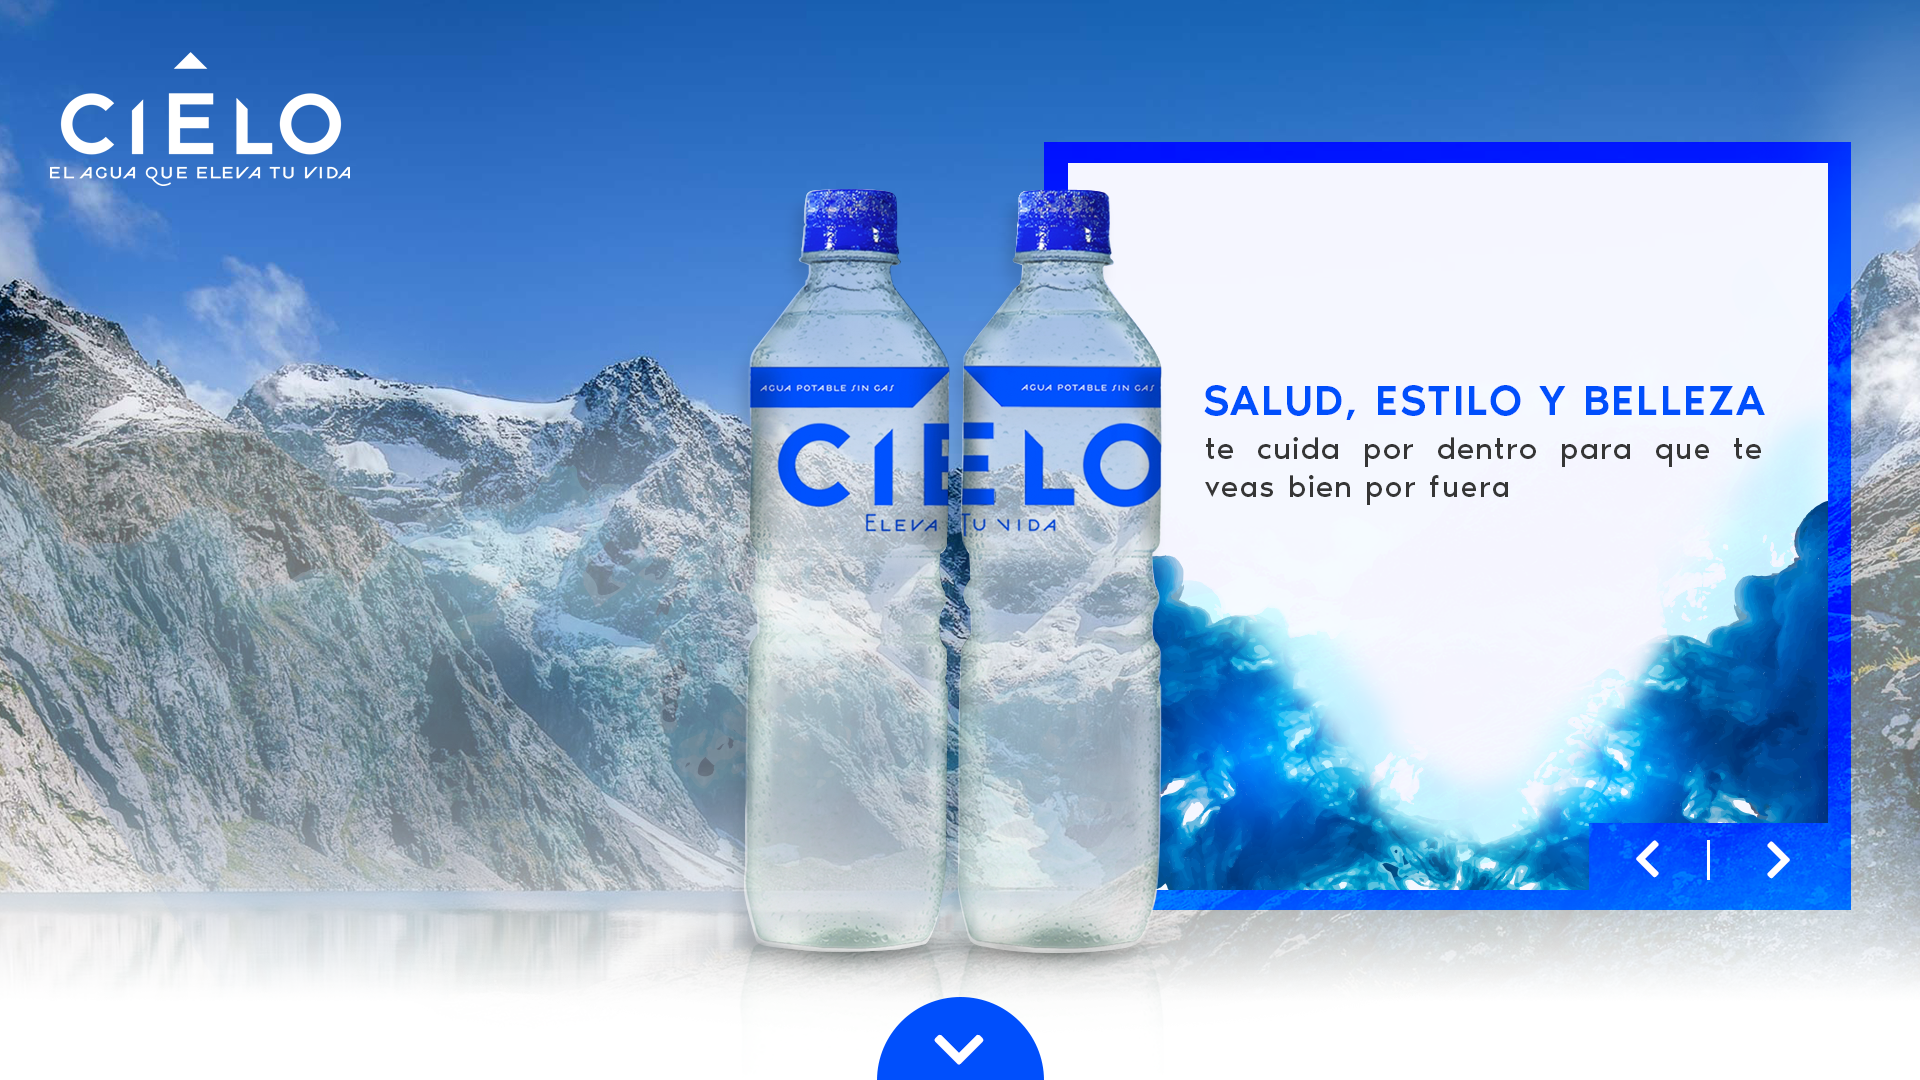 CIELO
EL AGUA QUE ELEVA TU VIDA
AGUA POTABLE SIN GAS
AGUA POTABLE SIN GAS
CIELO
ELEVA TU VIDA
SALUD, ESTILO Y BELLEZA
te cuida por dentro para que te
veas bien por fuera